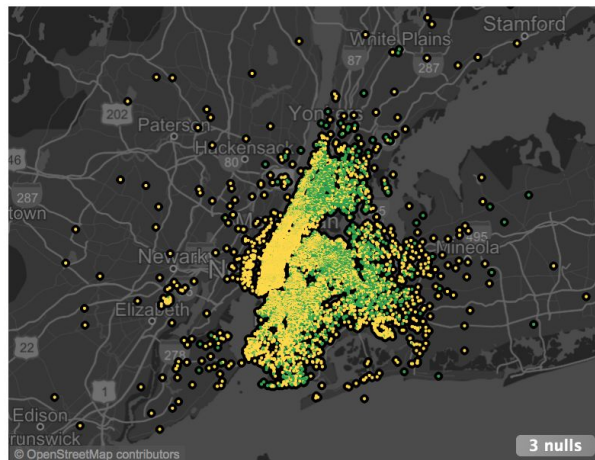 Stamford
White Plains
87
287
202
Yonkers
Paterson
Hackensack
46
80
287
town
495
Mineola
Newark
N
Elizabeth
22
278
1
Edison
runswick
3 nulls
© OpenStreetMap contributors